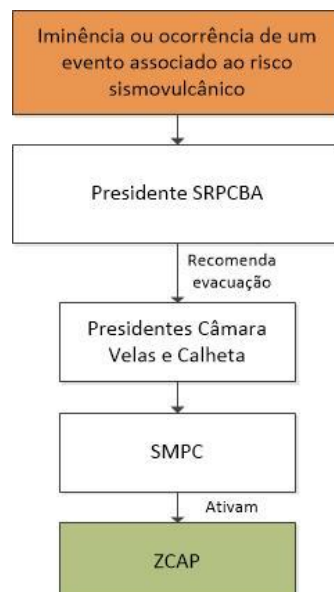 Iminência ou ocorrência de um
evento associado ao risco
sismovulcânico
Presidente SRPCBA
Recomenda
evacuação
Presidentes Câmara
Velas e Calheta
SMPC
Ativam
ZCAP